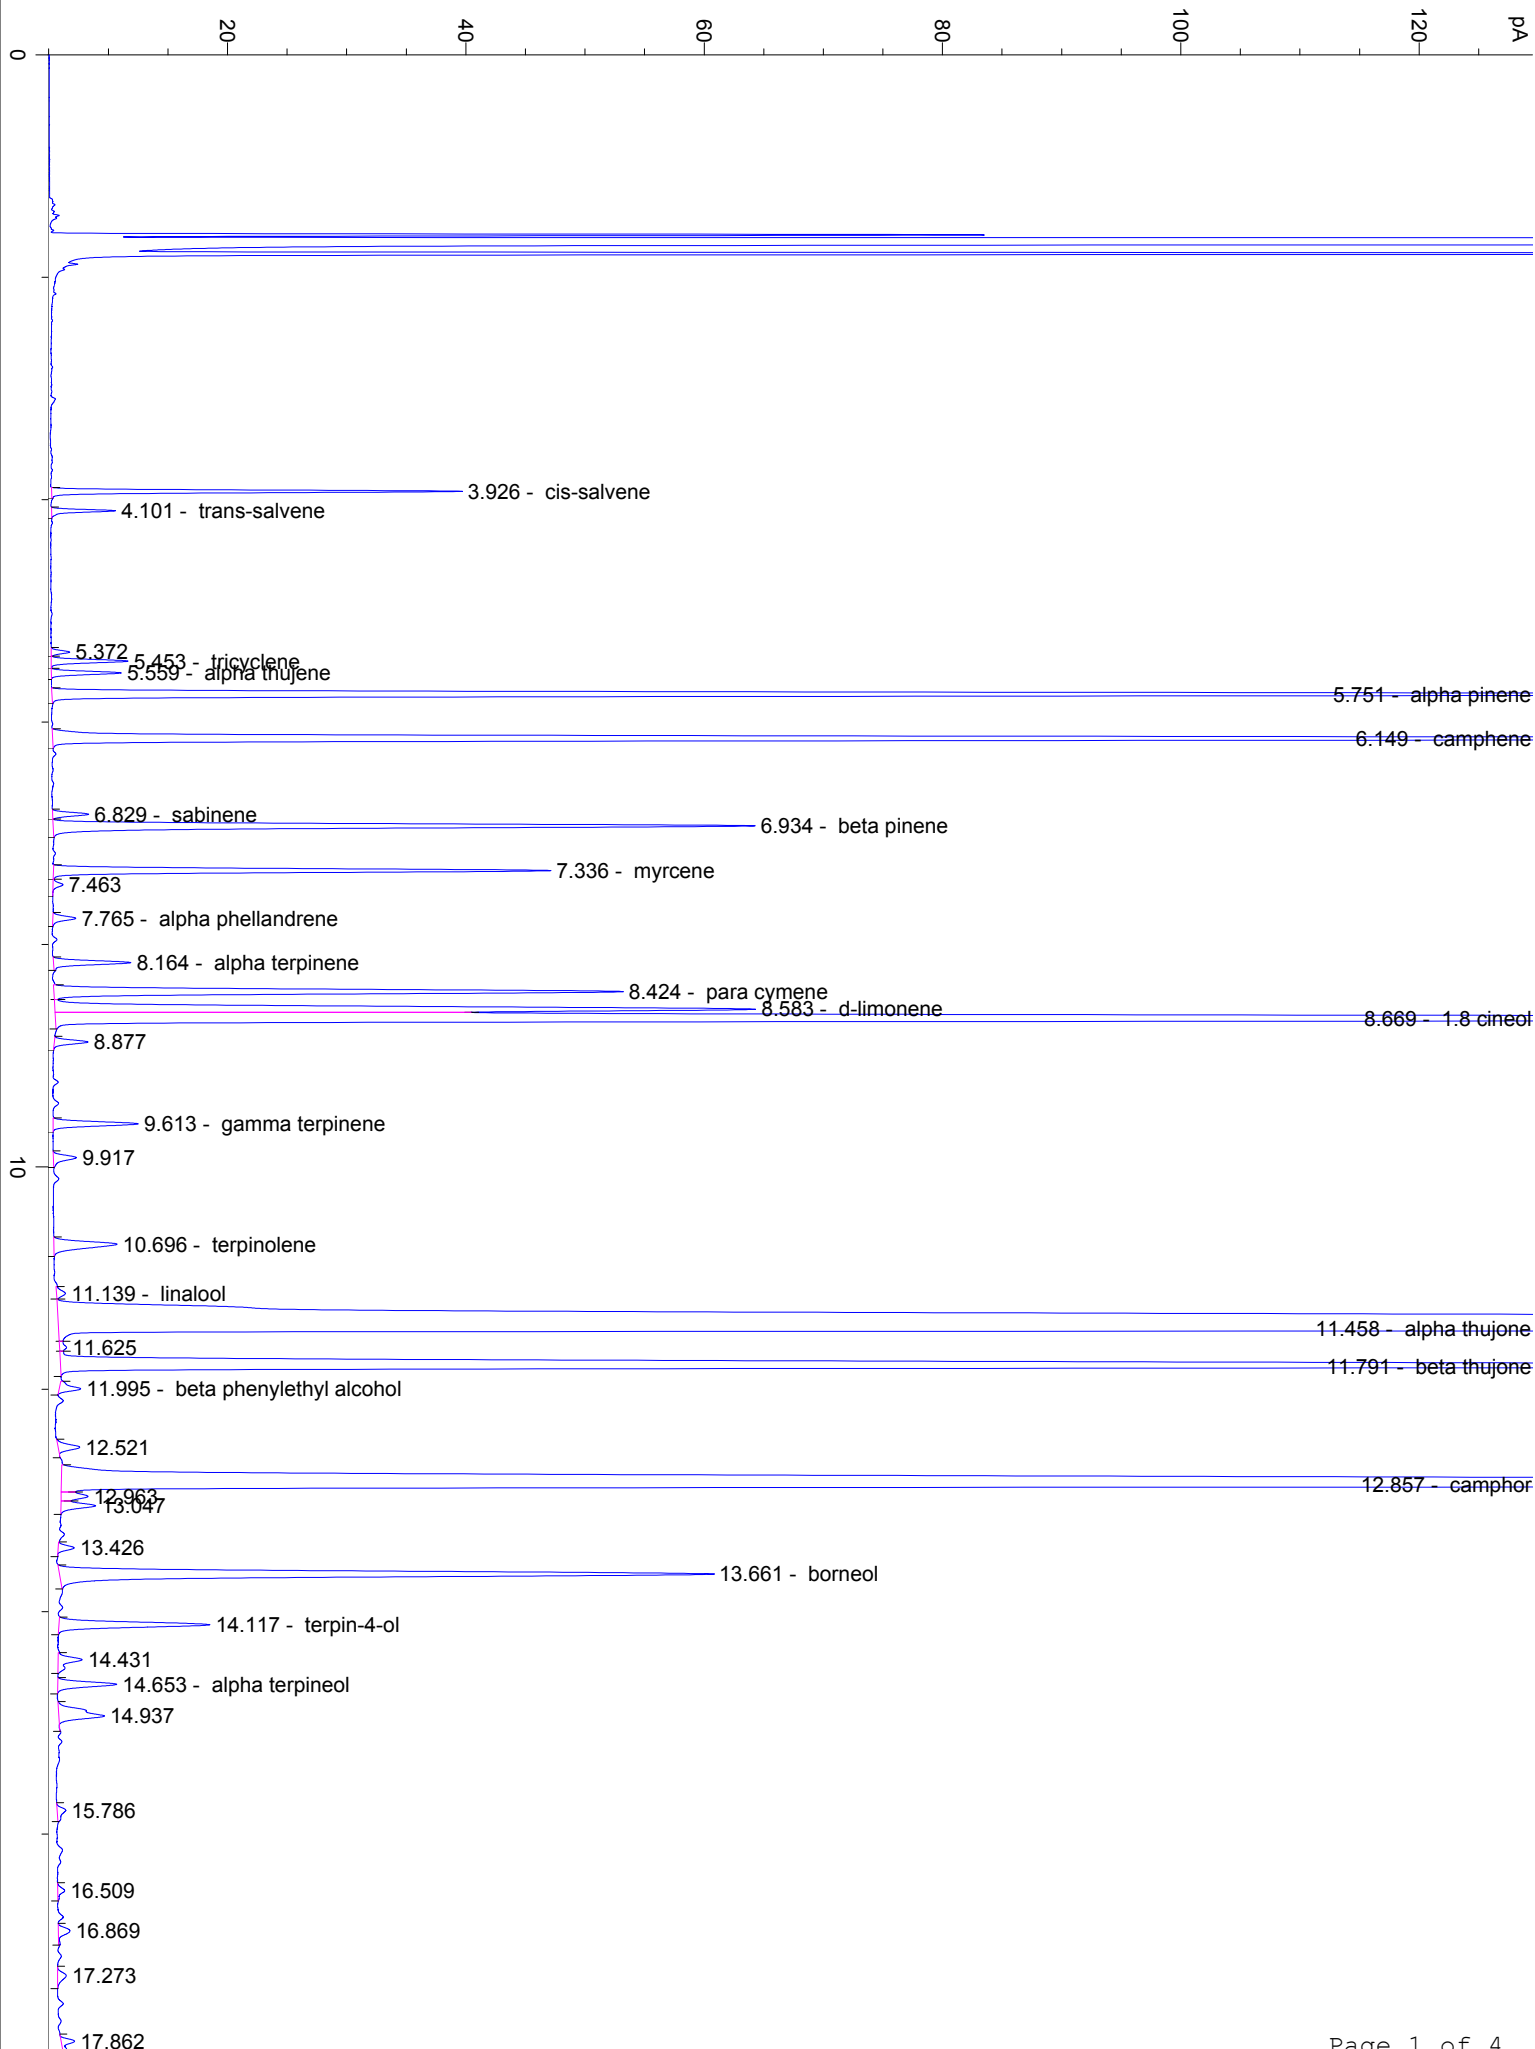 20
40
60
80
100
120
pA
0
3.926 - cis-salvene
4.101 - trans-salvene
5.372
5.453 - tricyclene
5.559 - alpha thujene
5.751 - alpha pinene
6.149 - camphene
6.829 - sabinene
6.934 - beta pinene
7.336 - myrcene
7.463
7.765 - alpha phellandrene
8.164 - alpha terpinene
8.424 - para cymene
8.583 - d-limonene
8.669 - 1.8 cineol
8.877
9.613 - gamma terpinene
9.917
10
10.696 - terpinolene
11.139 - linalool
11.458 - alpha thujone
11.625
11.791 - beta thujone
11.995 - beta phenylethyl alcohol
12.521
12.857 - camphor
12.963
13.047
13.426
13.661 - borneol
14.117 - terpin-4-ol
14.431
14.653 - alpha terpineol
14.937
15.786
16.509
16.869
17.273
17.862
Page 1 of 4